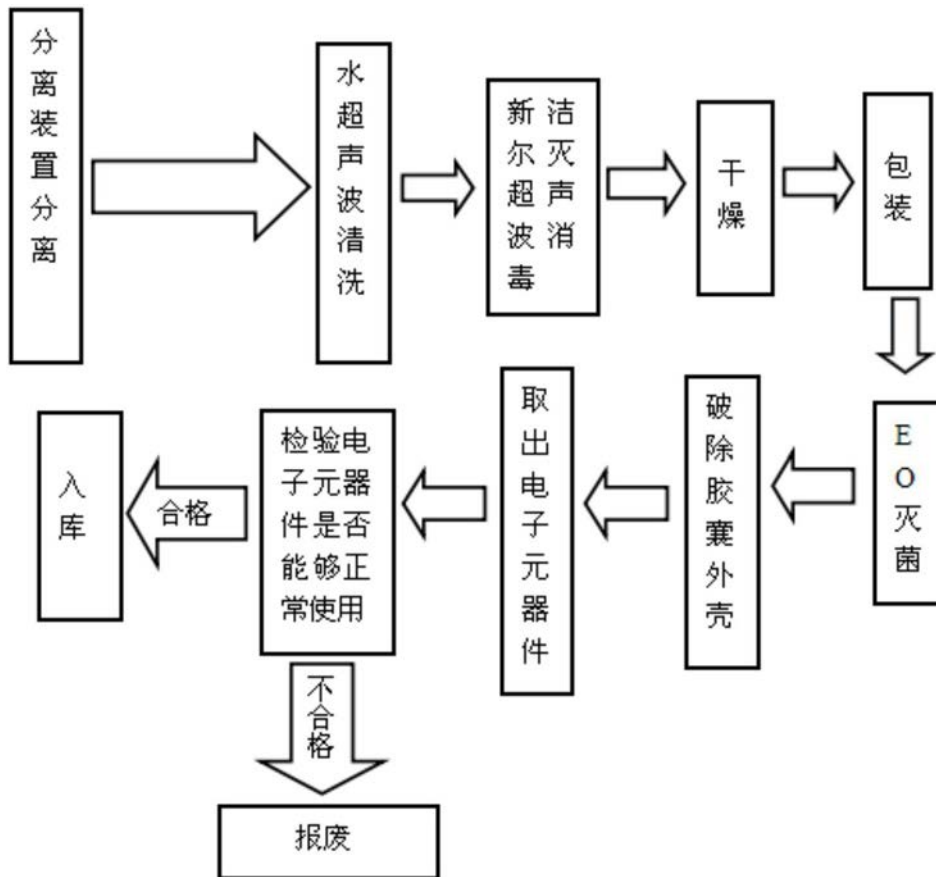 分离装置分离
水超声波清洗
新洁
尔灭
超声
波消
毒
干燥
包装
EO灭菌
破除胶囊外壳
取出电子元器件
检验电
子元器
件是否
能够正
常使用
合格
入库
不合格
报废